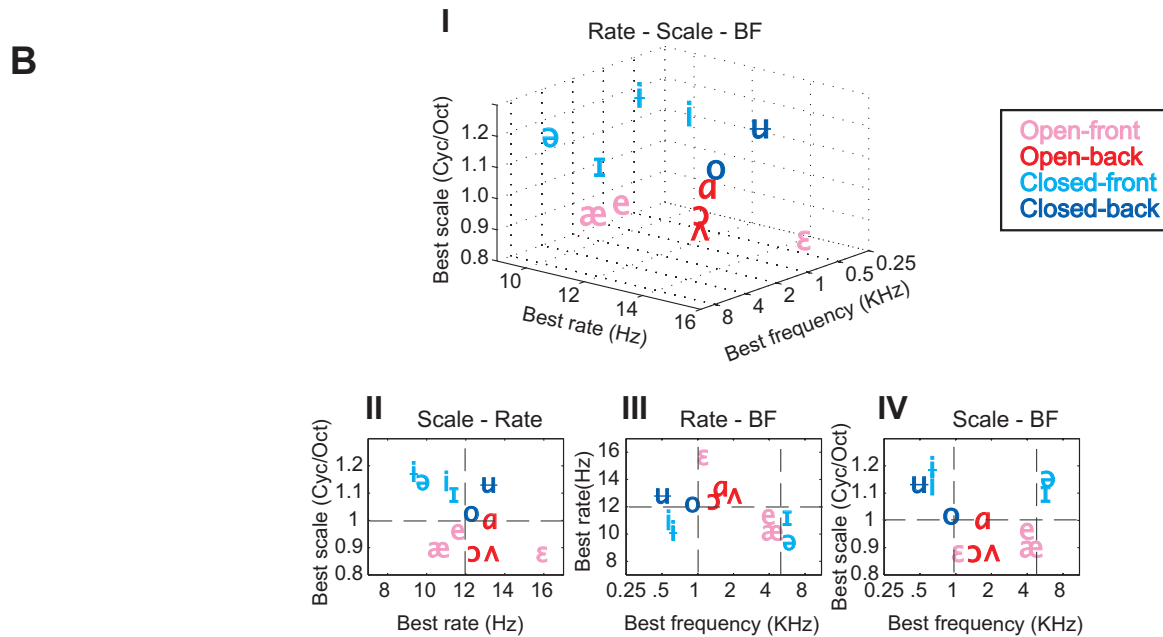 B
I
Rate - Scale - BF
Best scale (Cyc/Oct)
1.2
1.1
1.0
0.9
0.8
ɨ
i
ʉ
ə
ɪ
o
a
e
æ
ɔ
ʌ
ɛ
10
12
14
16
Best rate (Hz)
8
4
2
1
0.5
0.25
Best frequency (KHz)
Open-front
Open-back
Closed-front
Closed-back
II
Scale - Rate
Best scale (Cyc/Oct)
1.2
1.1
1
0.9
0.8
ɨ ə i ɪ ʉ
o a
e
æ ɔ ʌ ɛ
8 10 12 14 16
Best rate (Hz)
III
Rate - BF
Best rate(Hz)
16
14
12
10
8
ɛ
ʉ o ɔ a ʌ
i ɨ e æ ɪ ə
0.25 .5 1 2 4 8
Best frequency (KHz)
IV
Scale - BF
Best scale (Cyc/Oct)
1.2
1.1
1
0.9
0.8
ʉ ɨ i ə ɪ
o a
e
ɛ ɔ ʌ æ
0.25 .5 1 2 4 8
Best frequency (KHz)